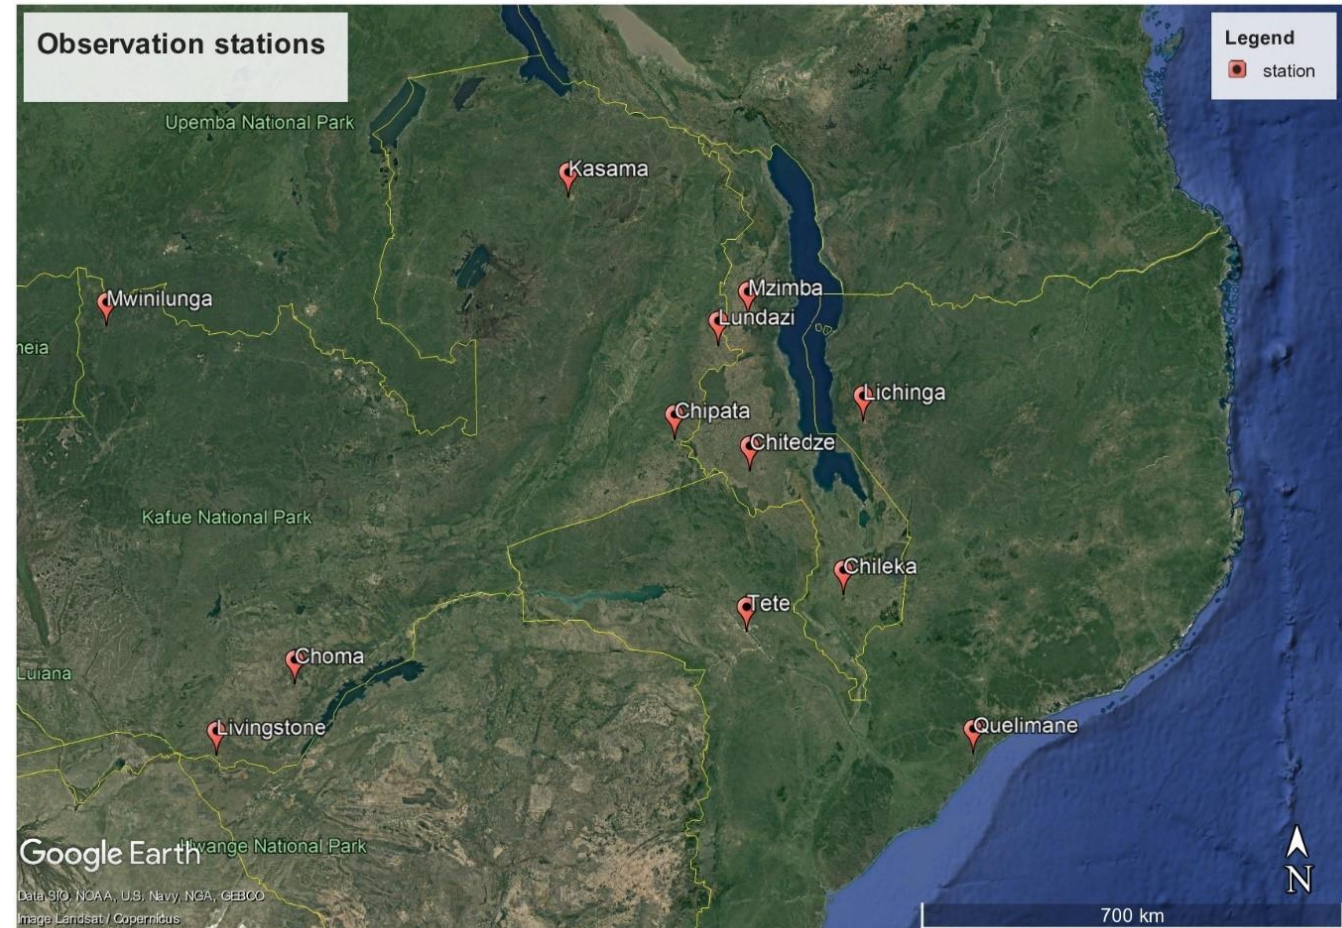 Observation stations
Legend
station
Upemba National Park
Kasama
Mwinilunga
Mzimba
Lundazi
neia
Lichinga
Chipata
Chitedze
Kafue National Park
Chileka
Tete
Choma
Luiana
Livingstone
Quelimane
Google Earth
Hwange National Park
N
Data SIO, NOAA, U.S. Navy, NGA, GEBCO
Image Landsat / Copernicus
700 km